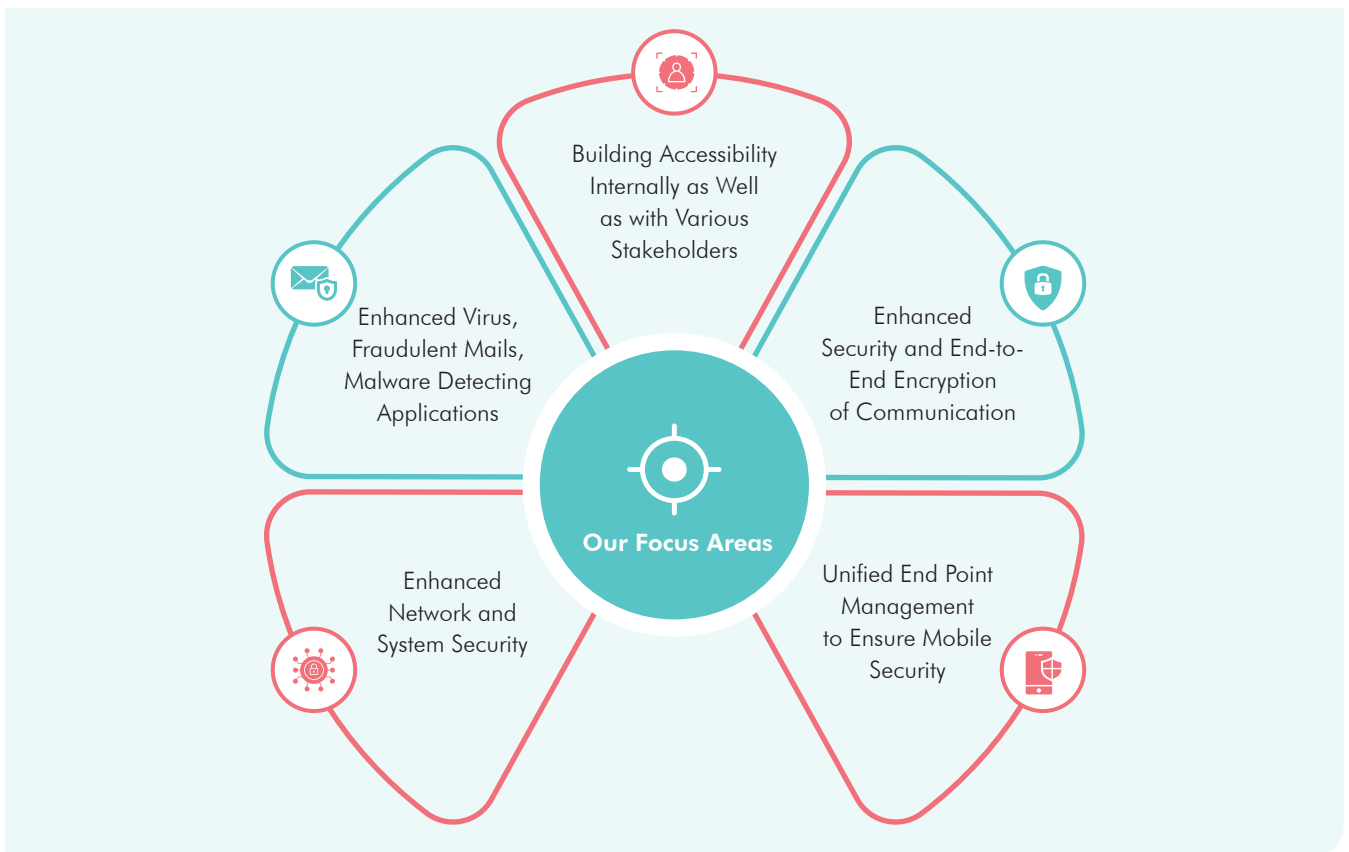 Building Accessibility
Internally as Well
as with Various
Stakeholders
Enhanced Virus,
Fraudulent Mails,
Malware Detecting
Applications
Enhanced
Security and End-to-
End Encryption
of Communication
Our Focus Areas
Enhanced
Network and
System Security
Unified End Point
Management
to Ensure Mobile
Security